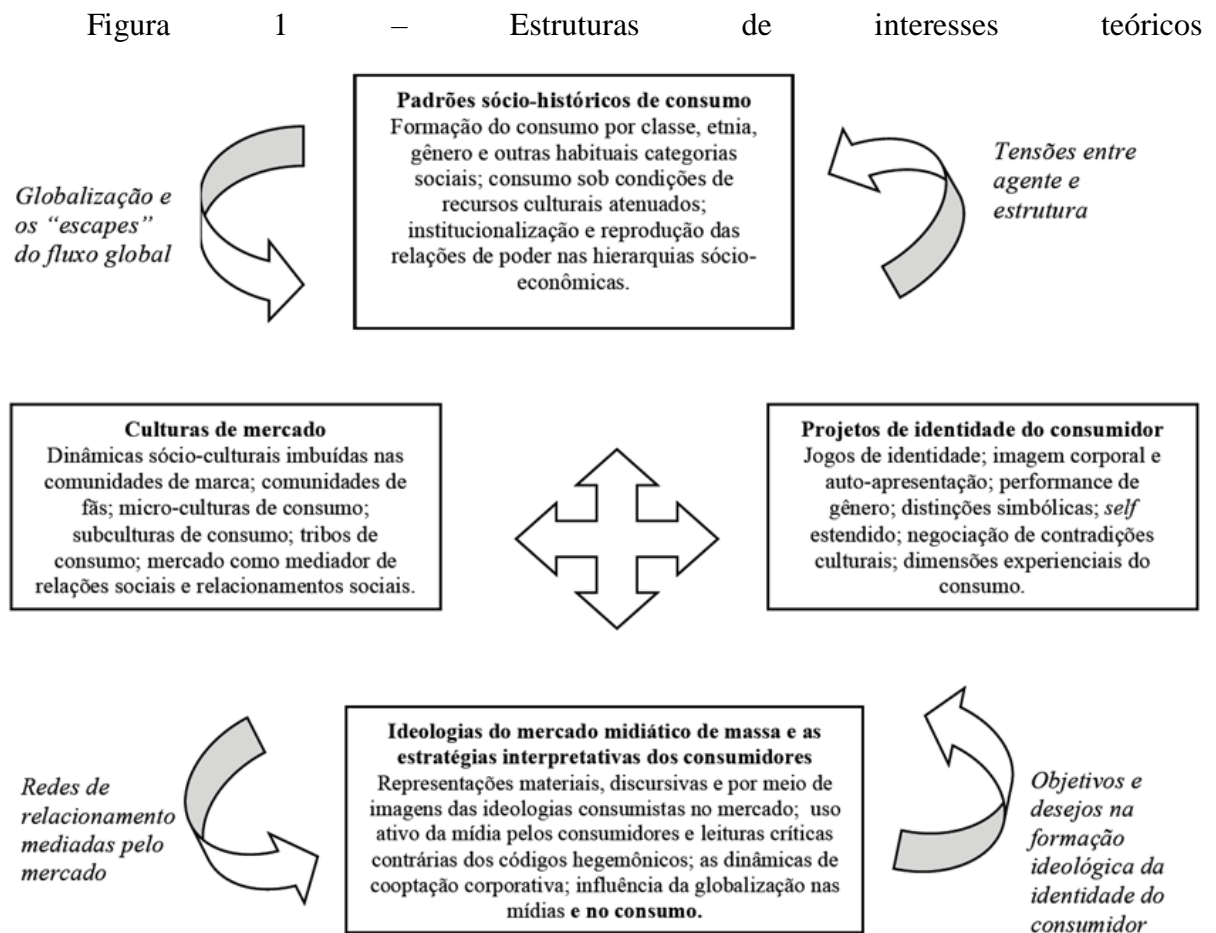 Figura 1 – Estruturas de interesses teóricos
Padrões sócio-históricos de consumo
Formação do consumo por classe, etnia,
gênero e outras habituais categorias
sociais; consumo sob condições de
recursos culturais atenuados;
institucionalização e reprodução das
relações de poder nas hierarquias sócio-
econômicas.
Globalização e
os “escapes”
do fluxo global
Tensões entre
agente e
estrutura
Culturas de mercado
Dinâmicas sócio-culturais imbuídas nas
comunidades de marca; comunidades de
fãs; micro-culturas de consumo;
subculturas de consumo; tribos de
consumo; mercado como mediador de
relações sociais e relacionamentos sociais.
Projetos de identidade do consumidor
Jogos de identidade; imagem corporal e
auto-apresentação; performance de
gênero; distinções simbólicas; self
estendido; negociação de contradições
culturais; dimensões experienciais do
consumo.
Ideologias do mercado midiático de massa e as
estratégias interpretativas dos consumidores
Representações materiais, discursivas e por meio de
imagens das ideologias consumistas no mercado; uso
ativo da mídia pelos consumidores e leituras críticas
contrárias dos códigos hegemônicos; as dinâmicas de
cooptação corporativa; influência da globalização nas
mídias e no consumo.
Redes de
relacionamento
mediadas pelo
mercado
Objetivos e
desejos na
formação
ideológica da
identidade do
consumidor